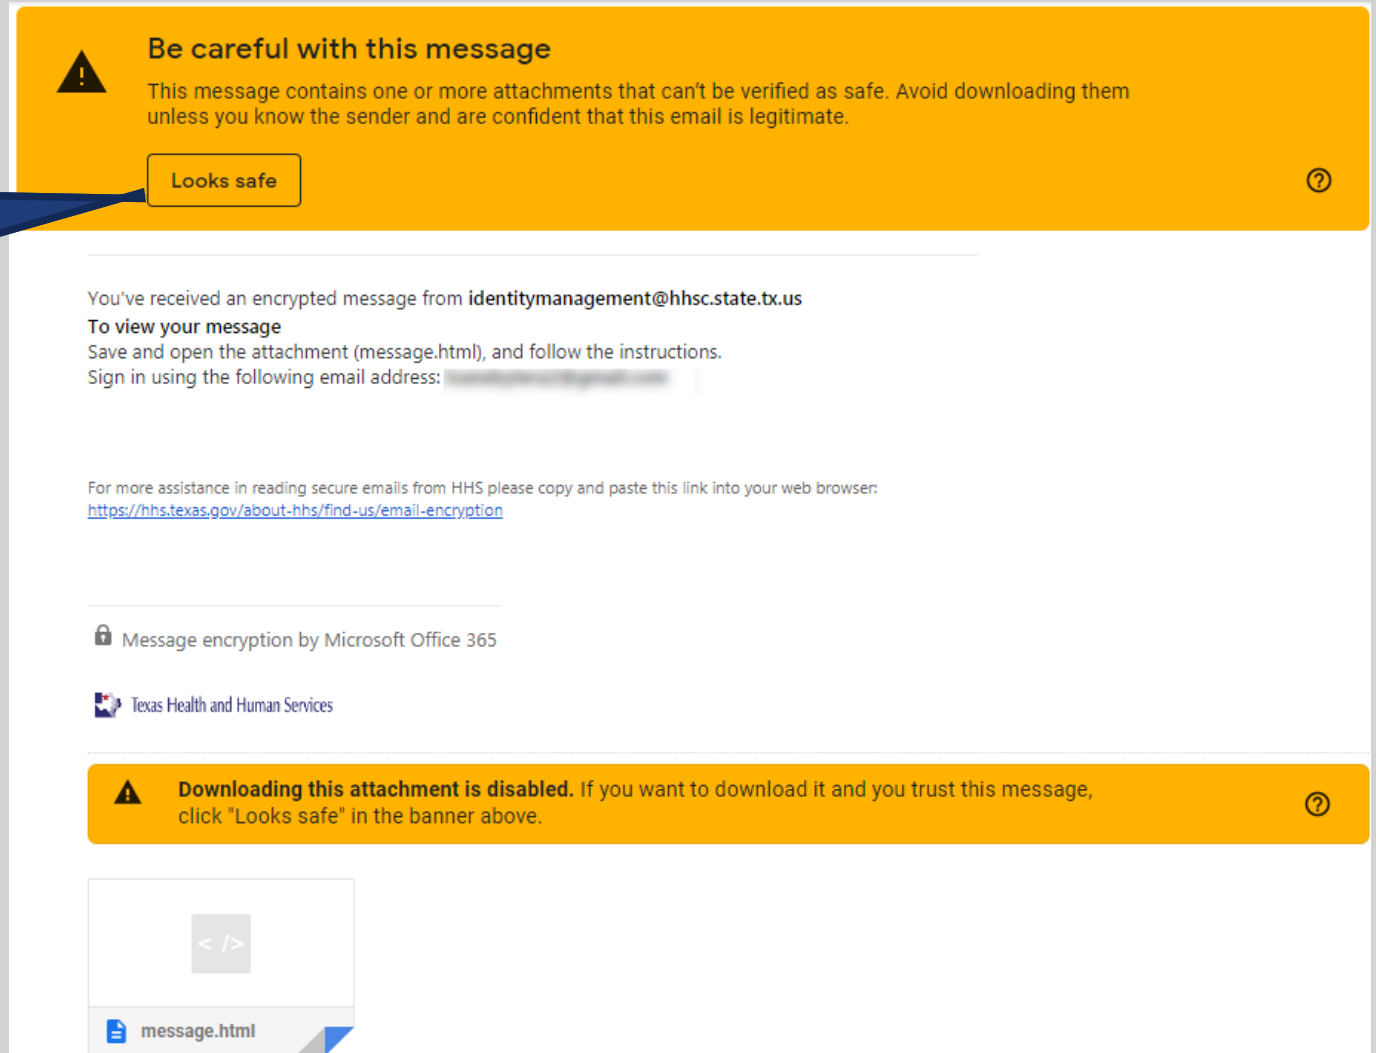 Be careful with this message
This message contains one or more attachments that can't be verified as safe. Avoid downloading them
unless you know the sender and are confident that this email is legitimate.
Looks safe
You've received an encrypted message from identitymanagement@hhsc.state.tx.us
To view your message
Save and open the attachment (message.html), and follow the instructions.
Sign in using the following email address:
For more assistance in reading secure emails from HHS please copy and paste this link into your web browser:
https://hhs.texas.gov/about-hhs/find-us/email-encryption
Message encryption by Microsoft Office 365
Texas Health and Human Services
Downloading this attachment is disabled. If you want to download it and you trust this message,
click "Looks safe" in the banner above.
< />
message.html